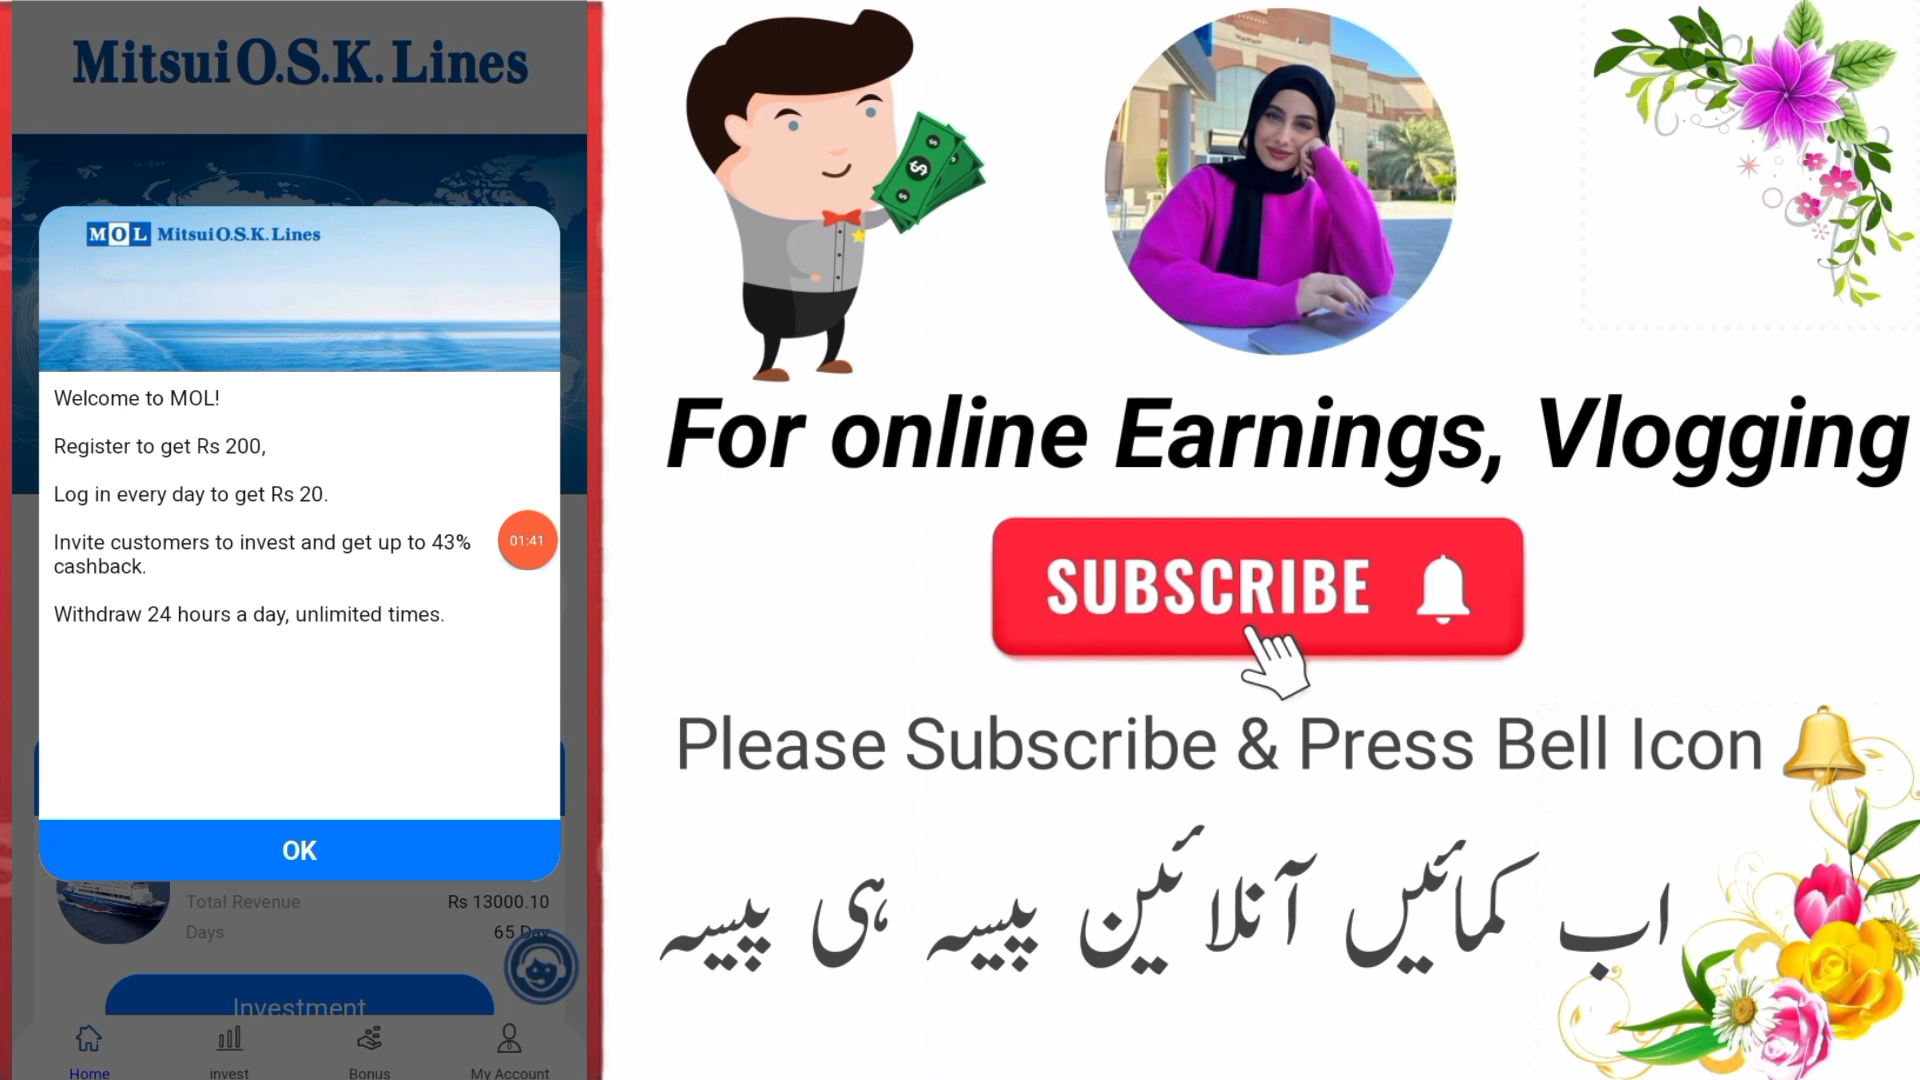 Mitsui O.S.K. Lines
MOL Mitsui O.S.K. Lines
Welcome to MOL!
Register to get Rs 200,
Log in every day to get Rs 20.
Invite customers to invest and get up to 43%
cashback.
Withdraw 24 hours a day, unlimited times.
01:41
OK
Total Revenue Rs 13000.10
Days 65 Day
Investment
Home invest Bonus My Account
For online Earnings, Vlogging
SUBSCRIBE
Please Subscribe & Press Bell Icon
اب کمائیں آنلائین پیسہ ہی پیسہ